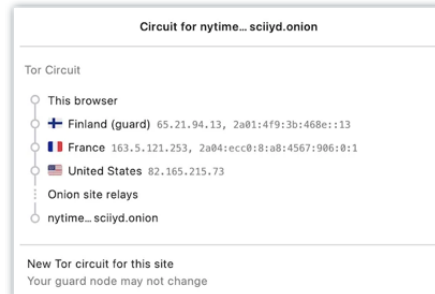 Circuit for nytime… sciiyd.onion
Tor Circuit
This browser
Finland (guard) 65.21.94.13, 2a01:4f9:3b:468e::13
France 163.5.121.253, 2a04:ecc0:8:a8:4567:906:0:1
United States 82.165.215.73
Onion site relays
nytime… sciiyd.onion
New Tor circuit for this site
Your guard node may not change